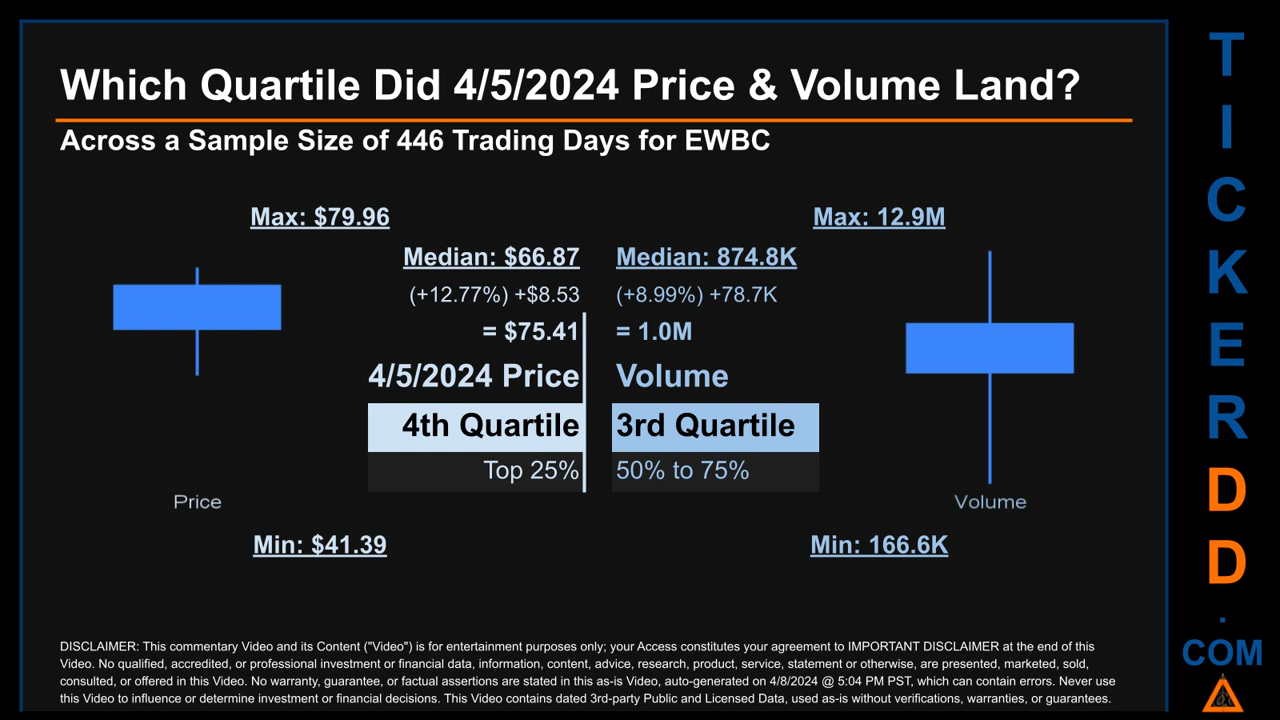 Which Quartile Did 4/5/2024 Price & Volume Land?
Across a Sample Size of 446 Trading Days for EWBC
Max: $79.96
Median: $66.87
(+12.77%) +$8.53
= $75.41
4/5/2024 Price
4th Quartile
Top 25%
Price
Min: $41.39
Max: 12.9M
Median: 874.8K
(+8.99%) +78.7K
= 1.0M
Volume
3rd Quartile
50% to 75%
Volume
Min: 166.6K
DISCLAIMER: This commentary Video and its Content ("Video") is for entertainment purposes only; your Access constitutes your agreement to IMPORTANT DISCLAIMER at the end of this
Video. No qualified, accredited, or professional investment or financial data, information, content, advice, research, product, service, statement or otherwise, are presented, marketed, sold,
consulted, or offered in this Video. No warranty, guarantee, or factual assertions are stated in this as-is Video, auto-generated on 4/8/2024 @ 5:04 PM PST, which can contain errors. Never use
this Video to influence or determine investment or financial decisions. This Video contains dated 3rd-party Public and Licensed Data, used as-is without verifications, warranties, or guarantees.
T
I
C
K
E
R
D
D
.
COM